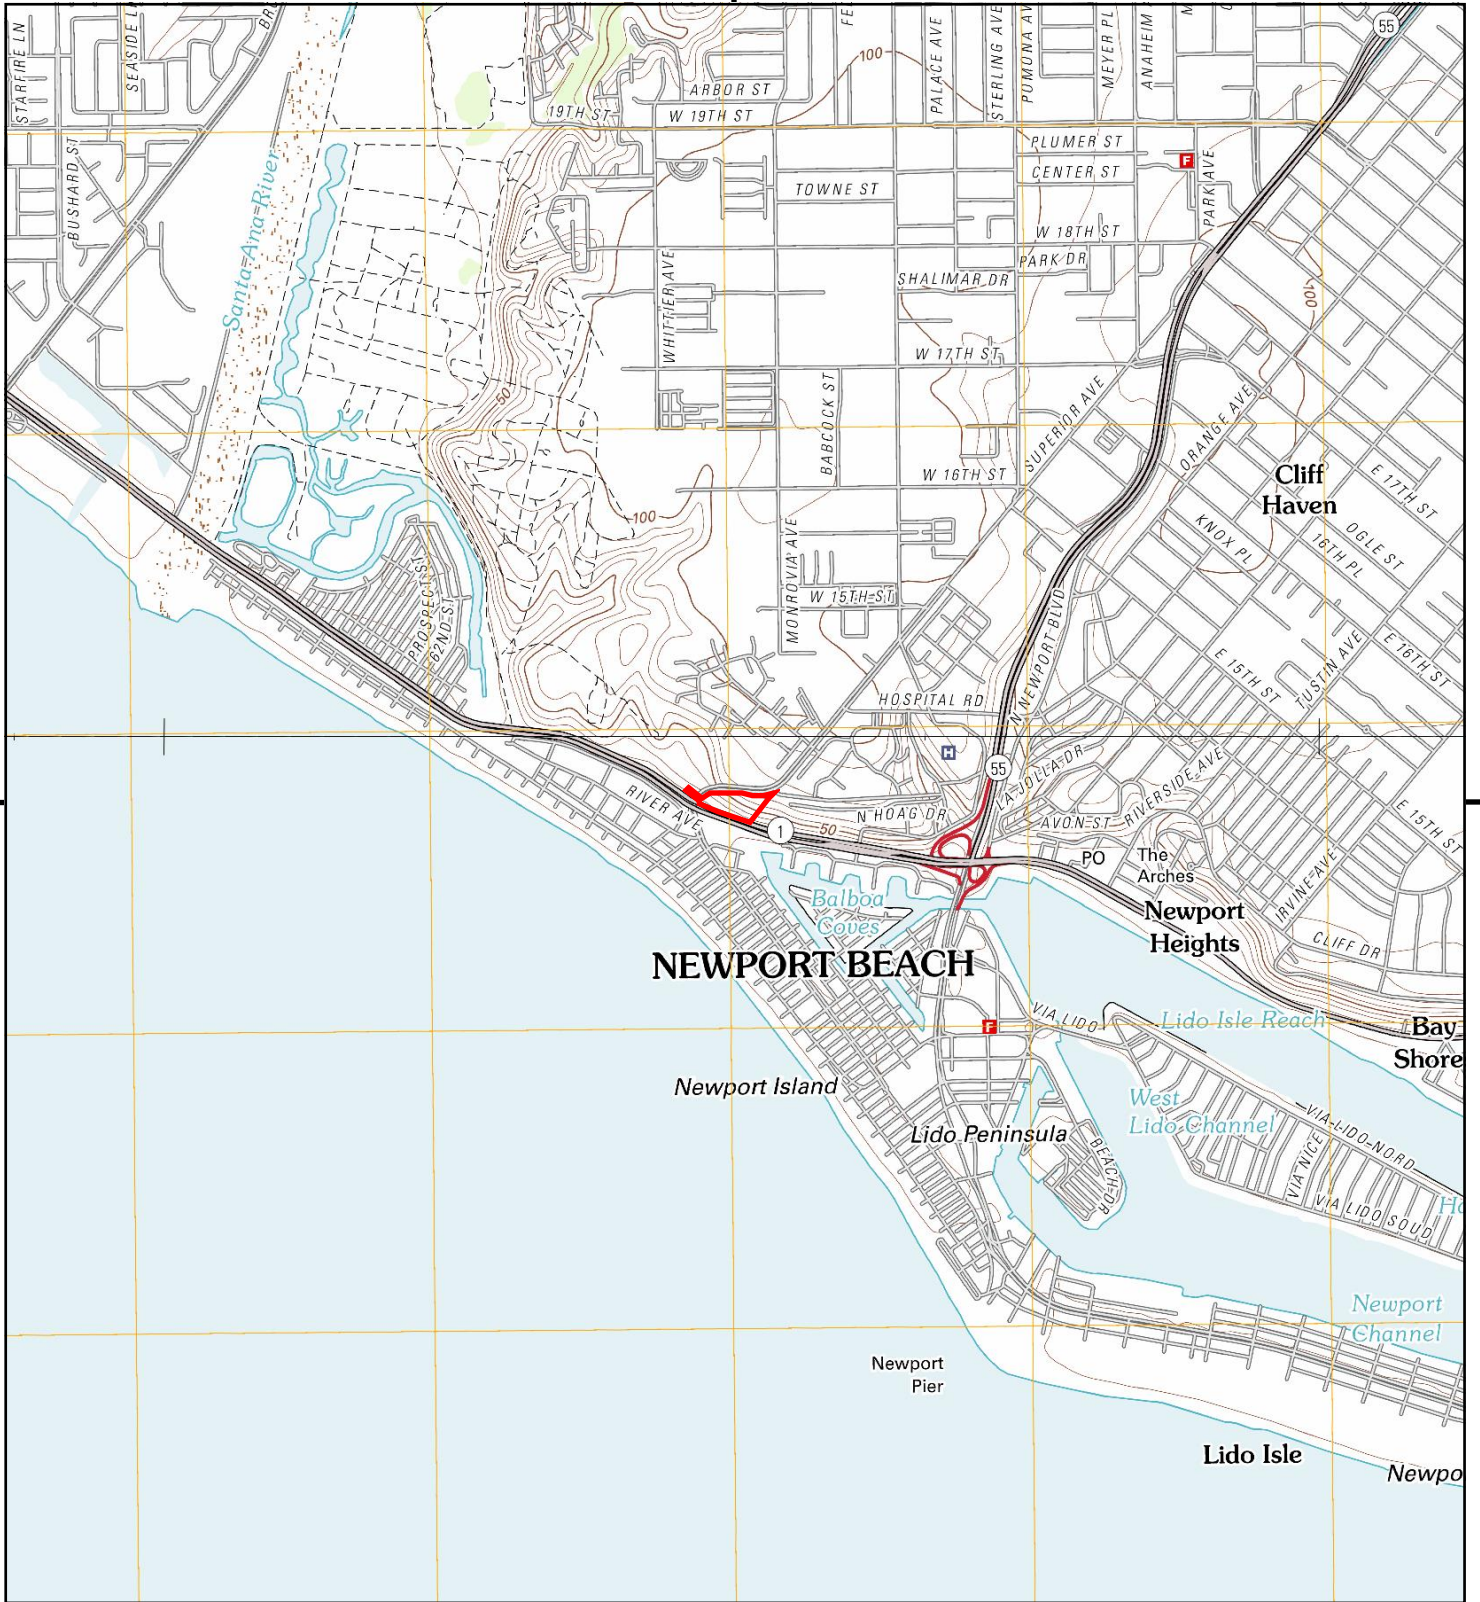 STARFIRE LN
SEASIDE L
BRU
FE
PALACE AVE
STERLING AVE
POMONA AV
MEYER PL
ANAHEIM
55
100
ARBOR ST
19TH ST
W 19TH ST
PLUMER ST
F
CENTER ST
PARK AVE
BUSHARD ST
Santa Ana River
TOWNE ST
W 18TH ST
PARK DR
SHALIMAR DR
100
WHITTIER AVE
W 17TH ST
50
BABCOCK ST
SUPERIOR AVE
ORANGE AVE
W 16TH ST
Cliff
Haven
E 17TH ST
100
KNOX PL
16TH PL
OGLE ST
MONROVIA AVE
W 15TH ST
PROSPECT ST
62ND ST
N NEWPORT BLVD
E 15TH ST
TUSTIN AVE
E 16TH ST
HOSPITAL RD
H
55
LA JOLLA DR
RIVERSIDE AVE
RIVER AVE
N HOAG DR
AVON ST
E 15TH ST
1
50
PO
The
Arches
IRVINE AVE
Balboa
Coves
Newport
Heights
CLIFF DR
NEWPORT BEACH
VIA LIDO
Lido Isle Reach
F
Bay
Shore
Newport Island
West
Lido Channel
VIA LIDO NORD
Lido Peninsula
BEACH DR
VIA NICE
VIA LIDO SOUD
Ha
Newport
Channel
Newport
Pier
Lido Isle
Newpo